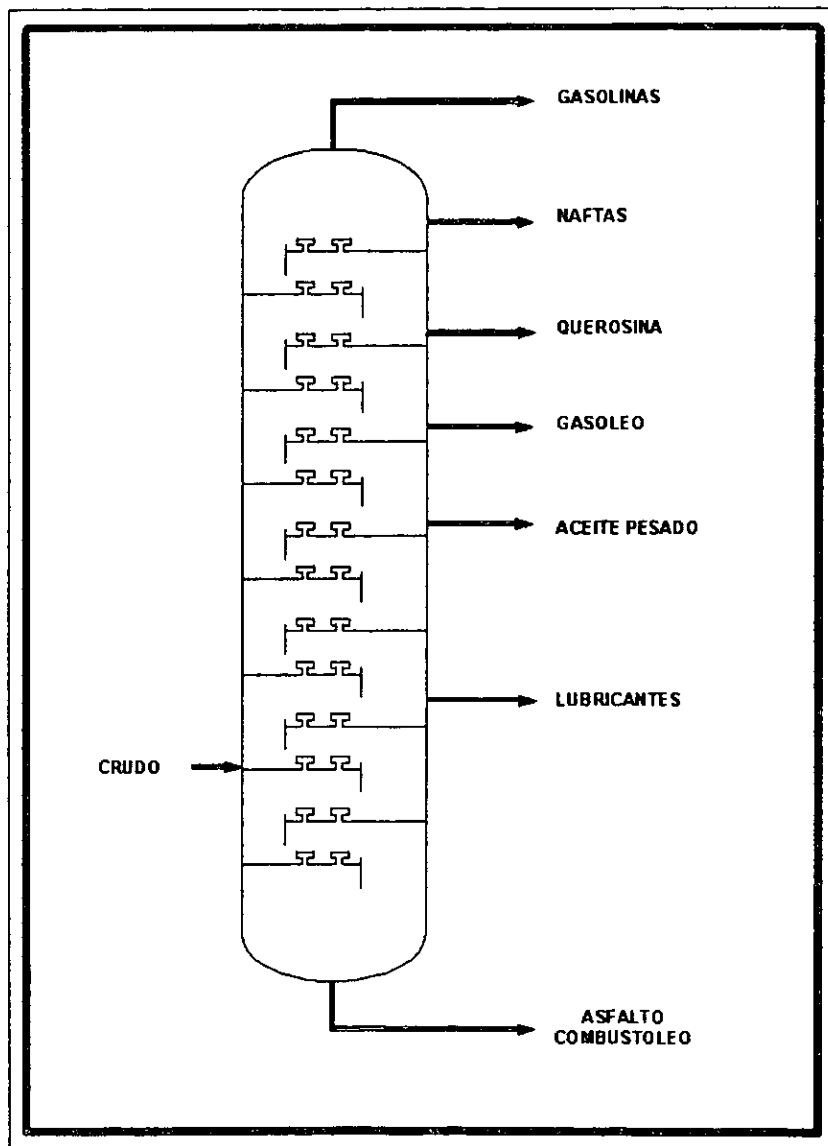 GASOLINAS
NAFTAS
QUEROSINA
GASOLEO
ACEITE PESADO
LUBRICANTES
CRUDO
ASFALTO
COMBUSTOLEO